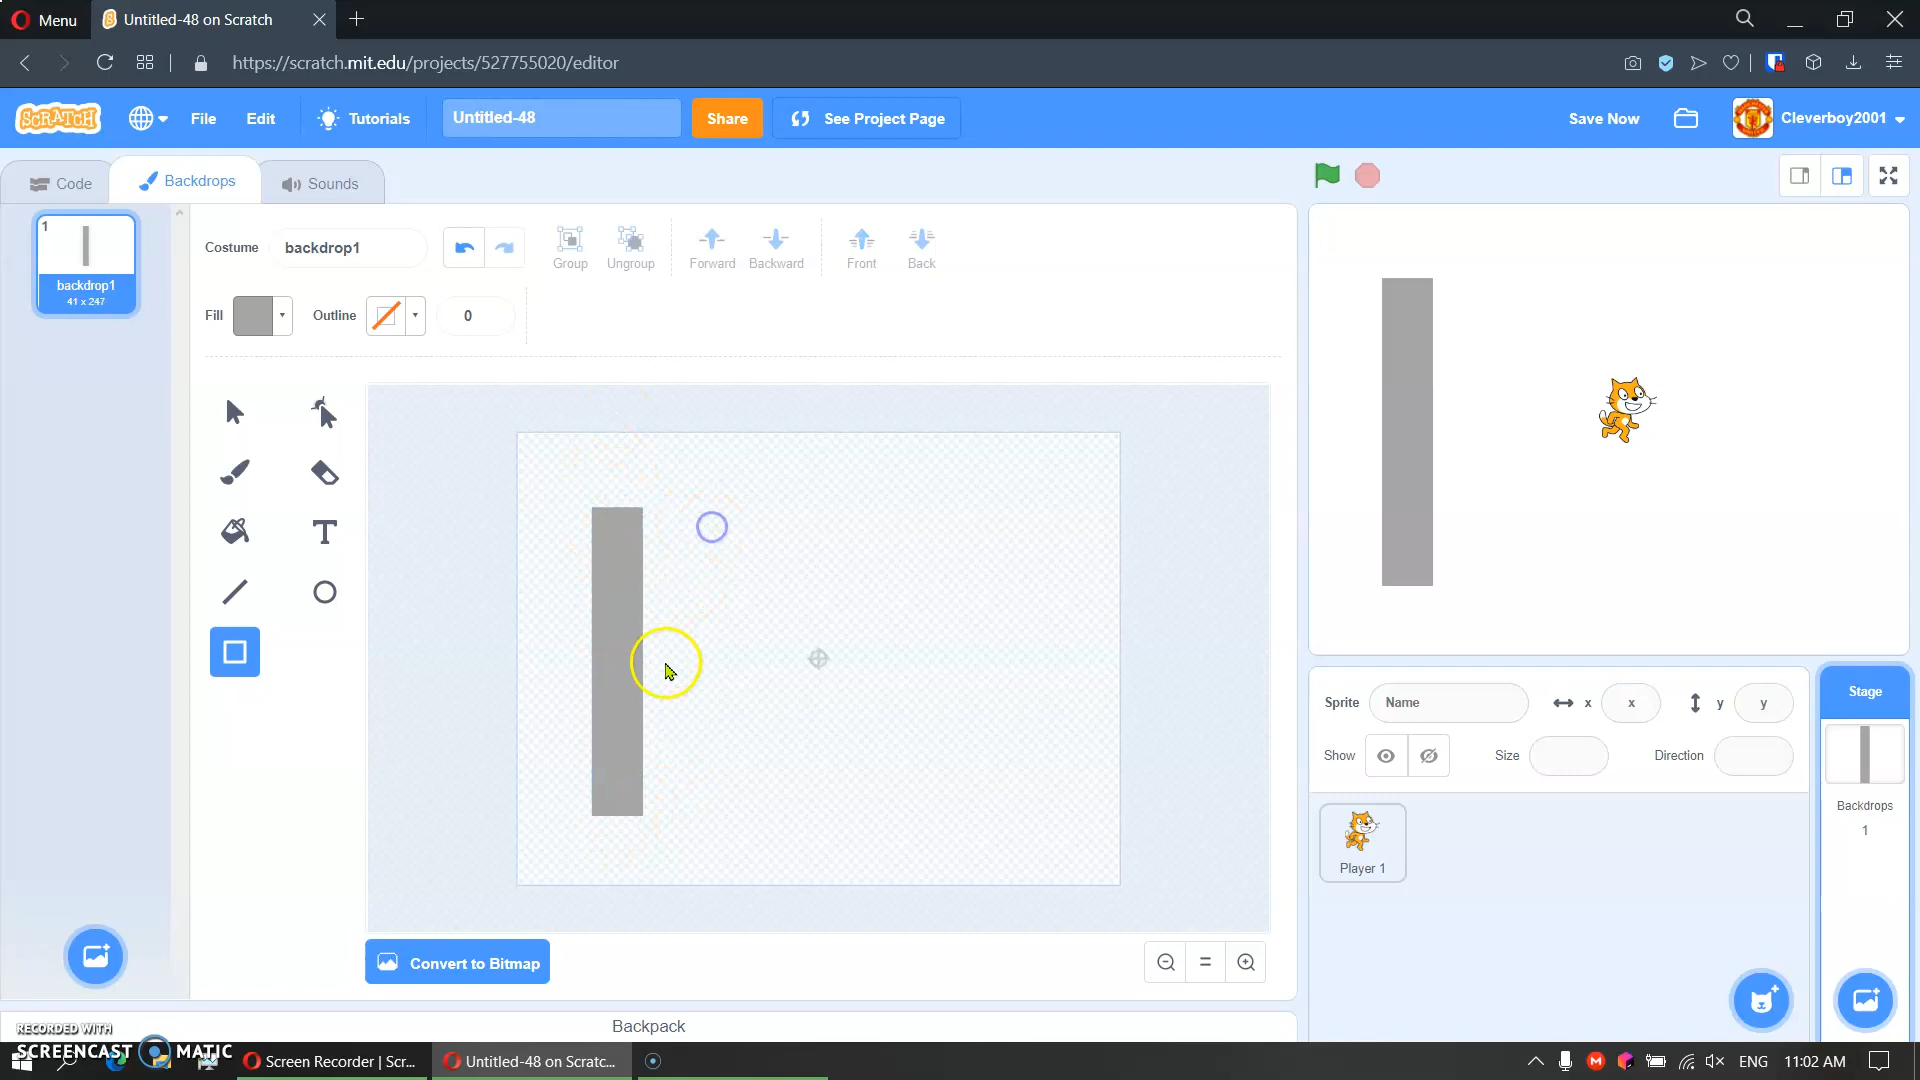 Menu
Untitled-48 on Scratch
https://scratch.mit.edu/projects/527755020/editor
SCRATCH
File
Edit
Tutorials
Untitled-48
Share
See Project Page
Save Now
Cleverboy2001
Code
Backdrops
Sounds
1
backdrop1
41 x 247
Costume
backdrop1
Group
Ungroup
Forward
Backward
Front
Back
Fill
Outline
0
T
Convert to Bitmap
Backpack
Sprite
Name
x
x
y
y
Show
Size
Direction
Player 1
Stage
Backdrops
1
RECORDED WITH
SCREENCAST MATIC
Screen Recorder | Scr...
Untitled-48 on Scratc...
ENG
11:02 AM